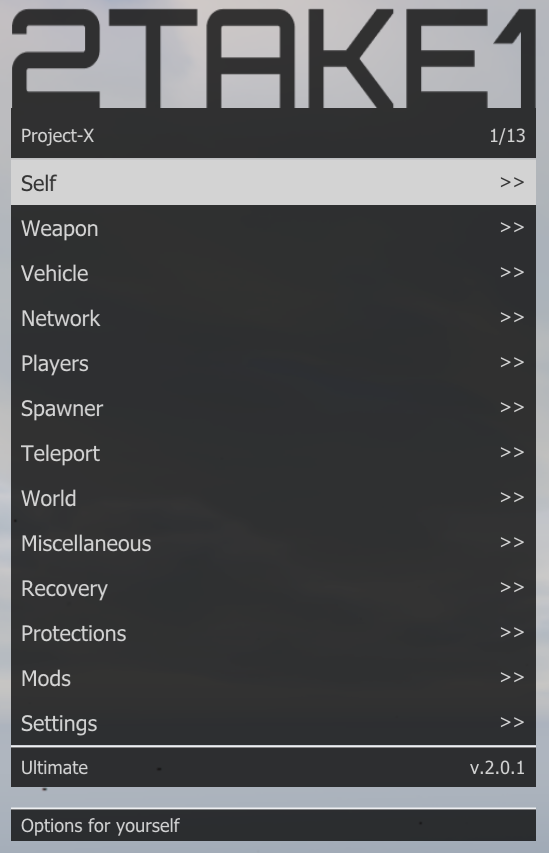 2TAKE1
Project-X 1/13
Self >>
Weapon >>
Vehicle >>
Network >>
Players >>
Spawner >>
Teleport >>
World >>
Miscellaneous >>
Recovery >>
Protections >>
Mods >>
Settings >>
Ultimate v.2.0.1
Options for yourself